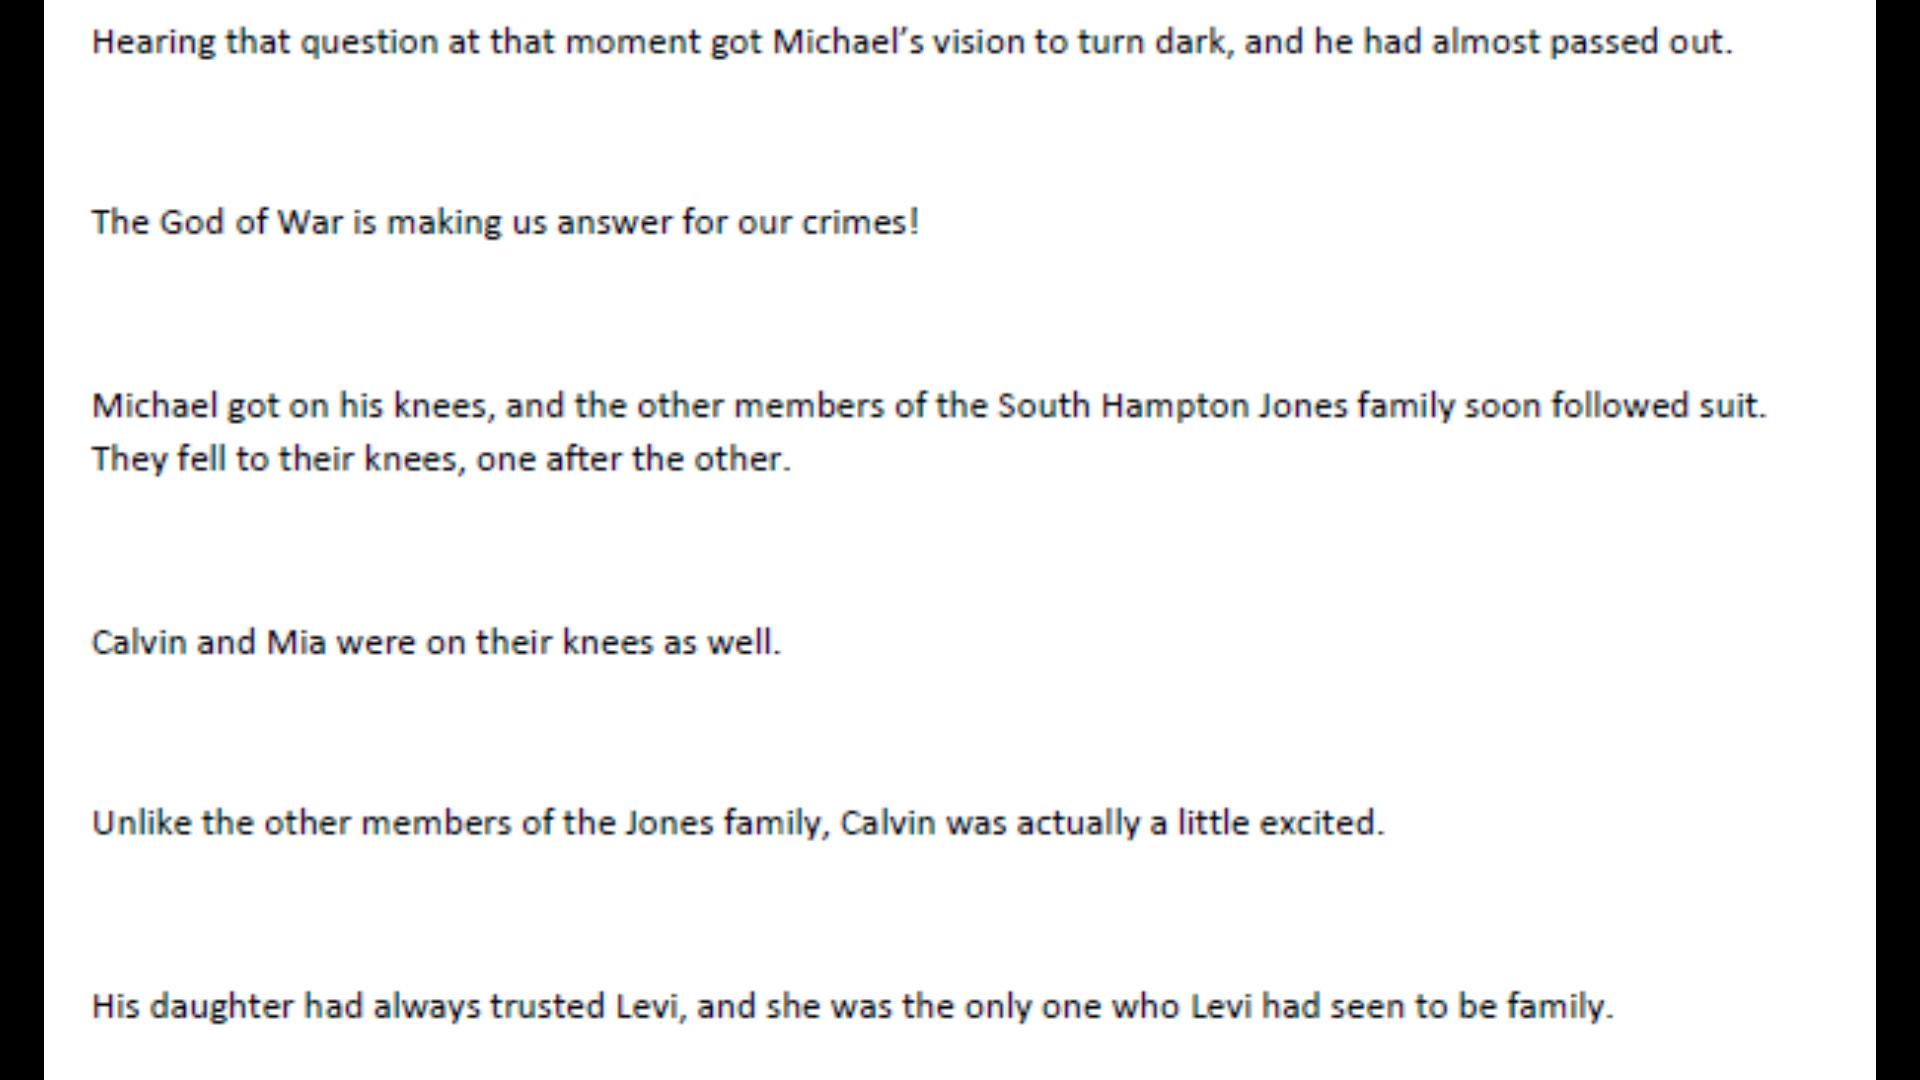 Hearing that question at that moment got Michael’s vision to turn dark, and he had almost passed out.
The God of War is making us answer for our crimes!
Michael got on his knees, and the other members of the South Hampton Jones family soon followed suit.
They fell to their knees, one after the other.
Calvin and Mia were on their knees as well.
Unlike the other members of the Jones family, Calvin was actually a little excited.
His daughter had always trusted Levi, and she was the only one who Levi had seen to be family.